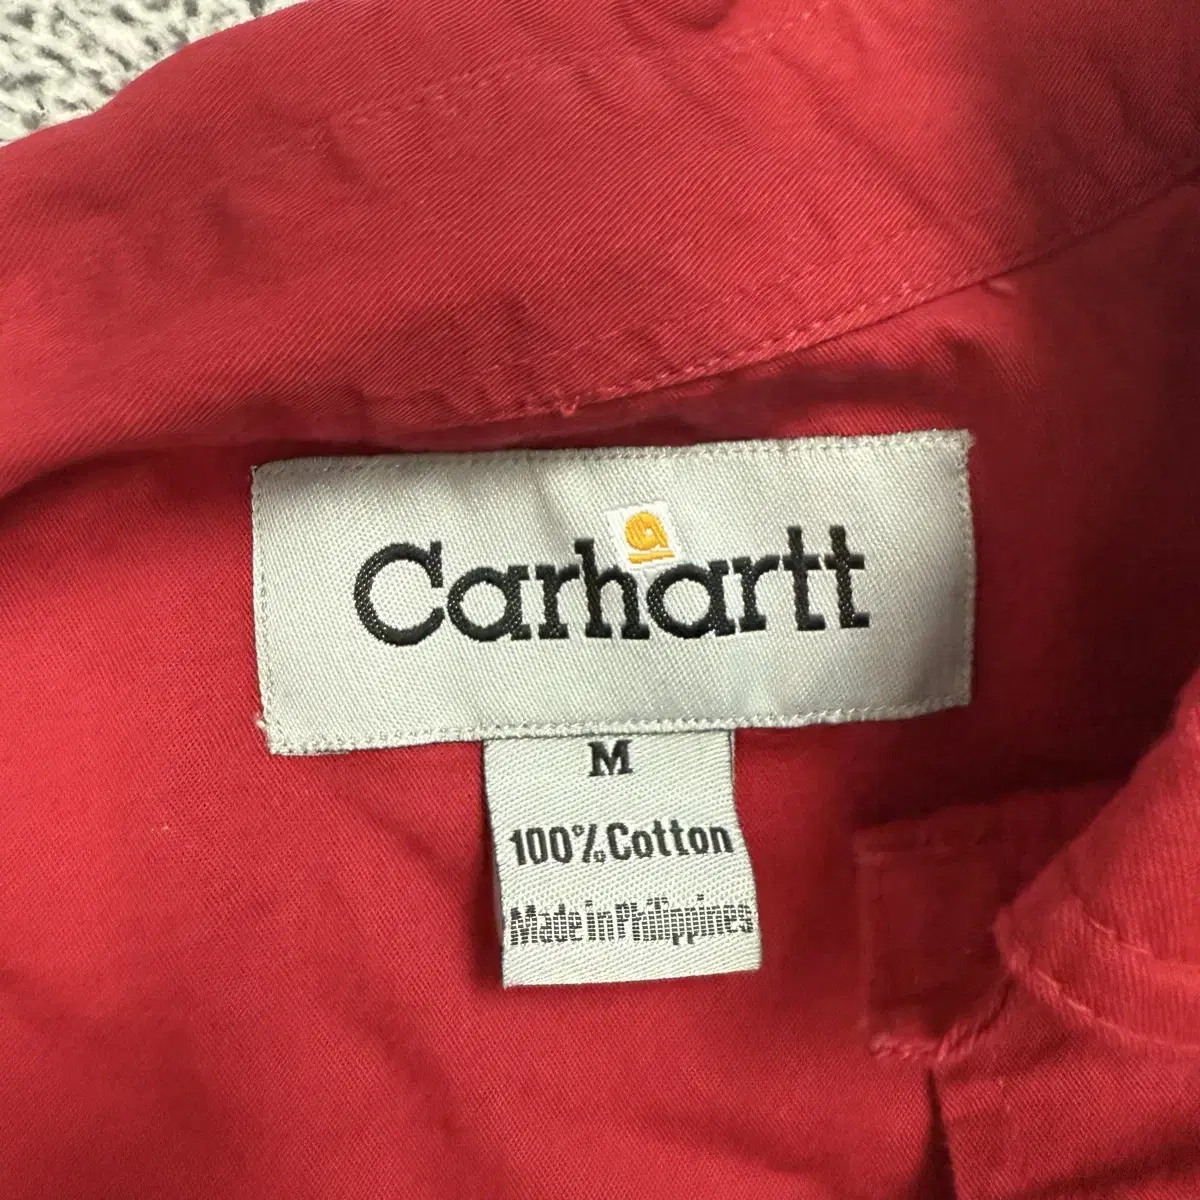 Carhartt
M
100% Cotton
Made in Philippines